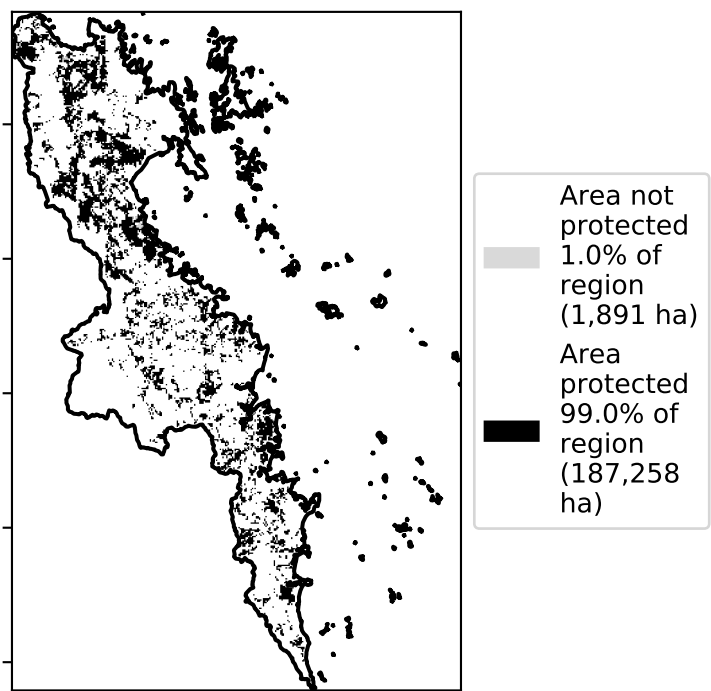 Area not
protected
1.0% of
region
(1,891 ha)
Area
protected
99.0% of
region
(187,258
ha)